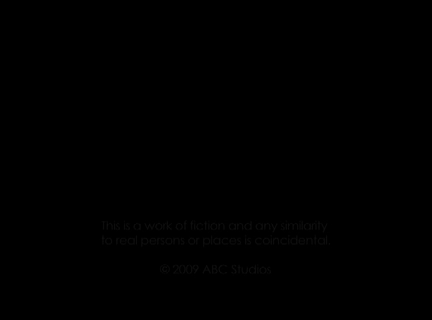 This is a work of fiction and any similarity
to real persons or places is coincidental.
© 2009 ABC Studios